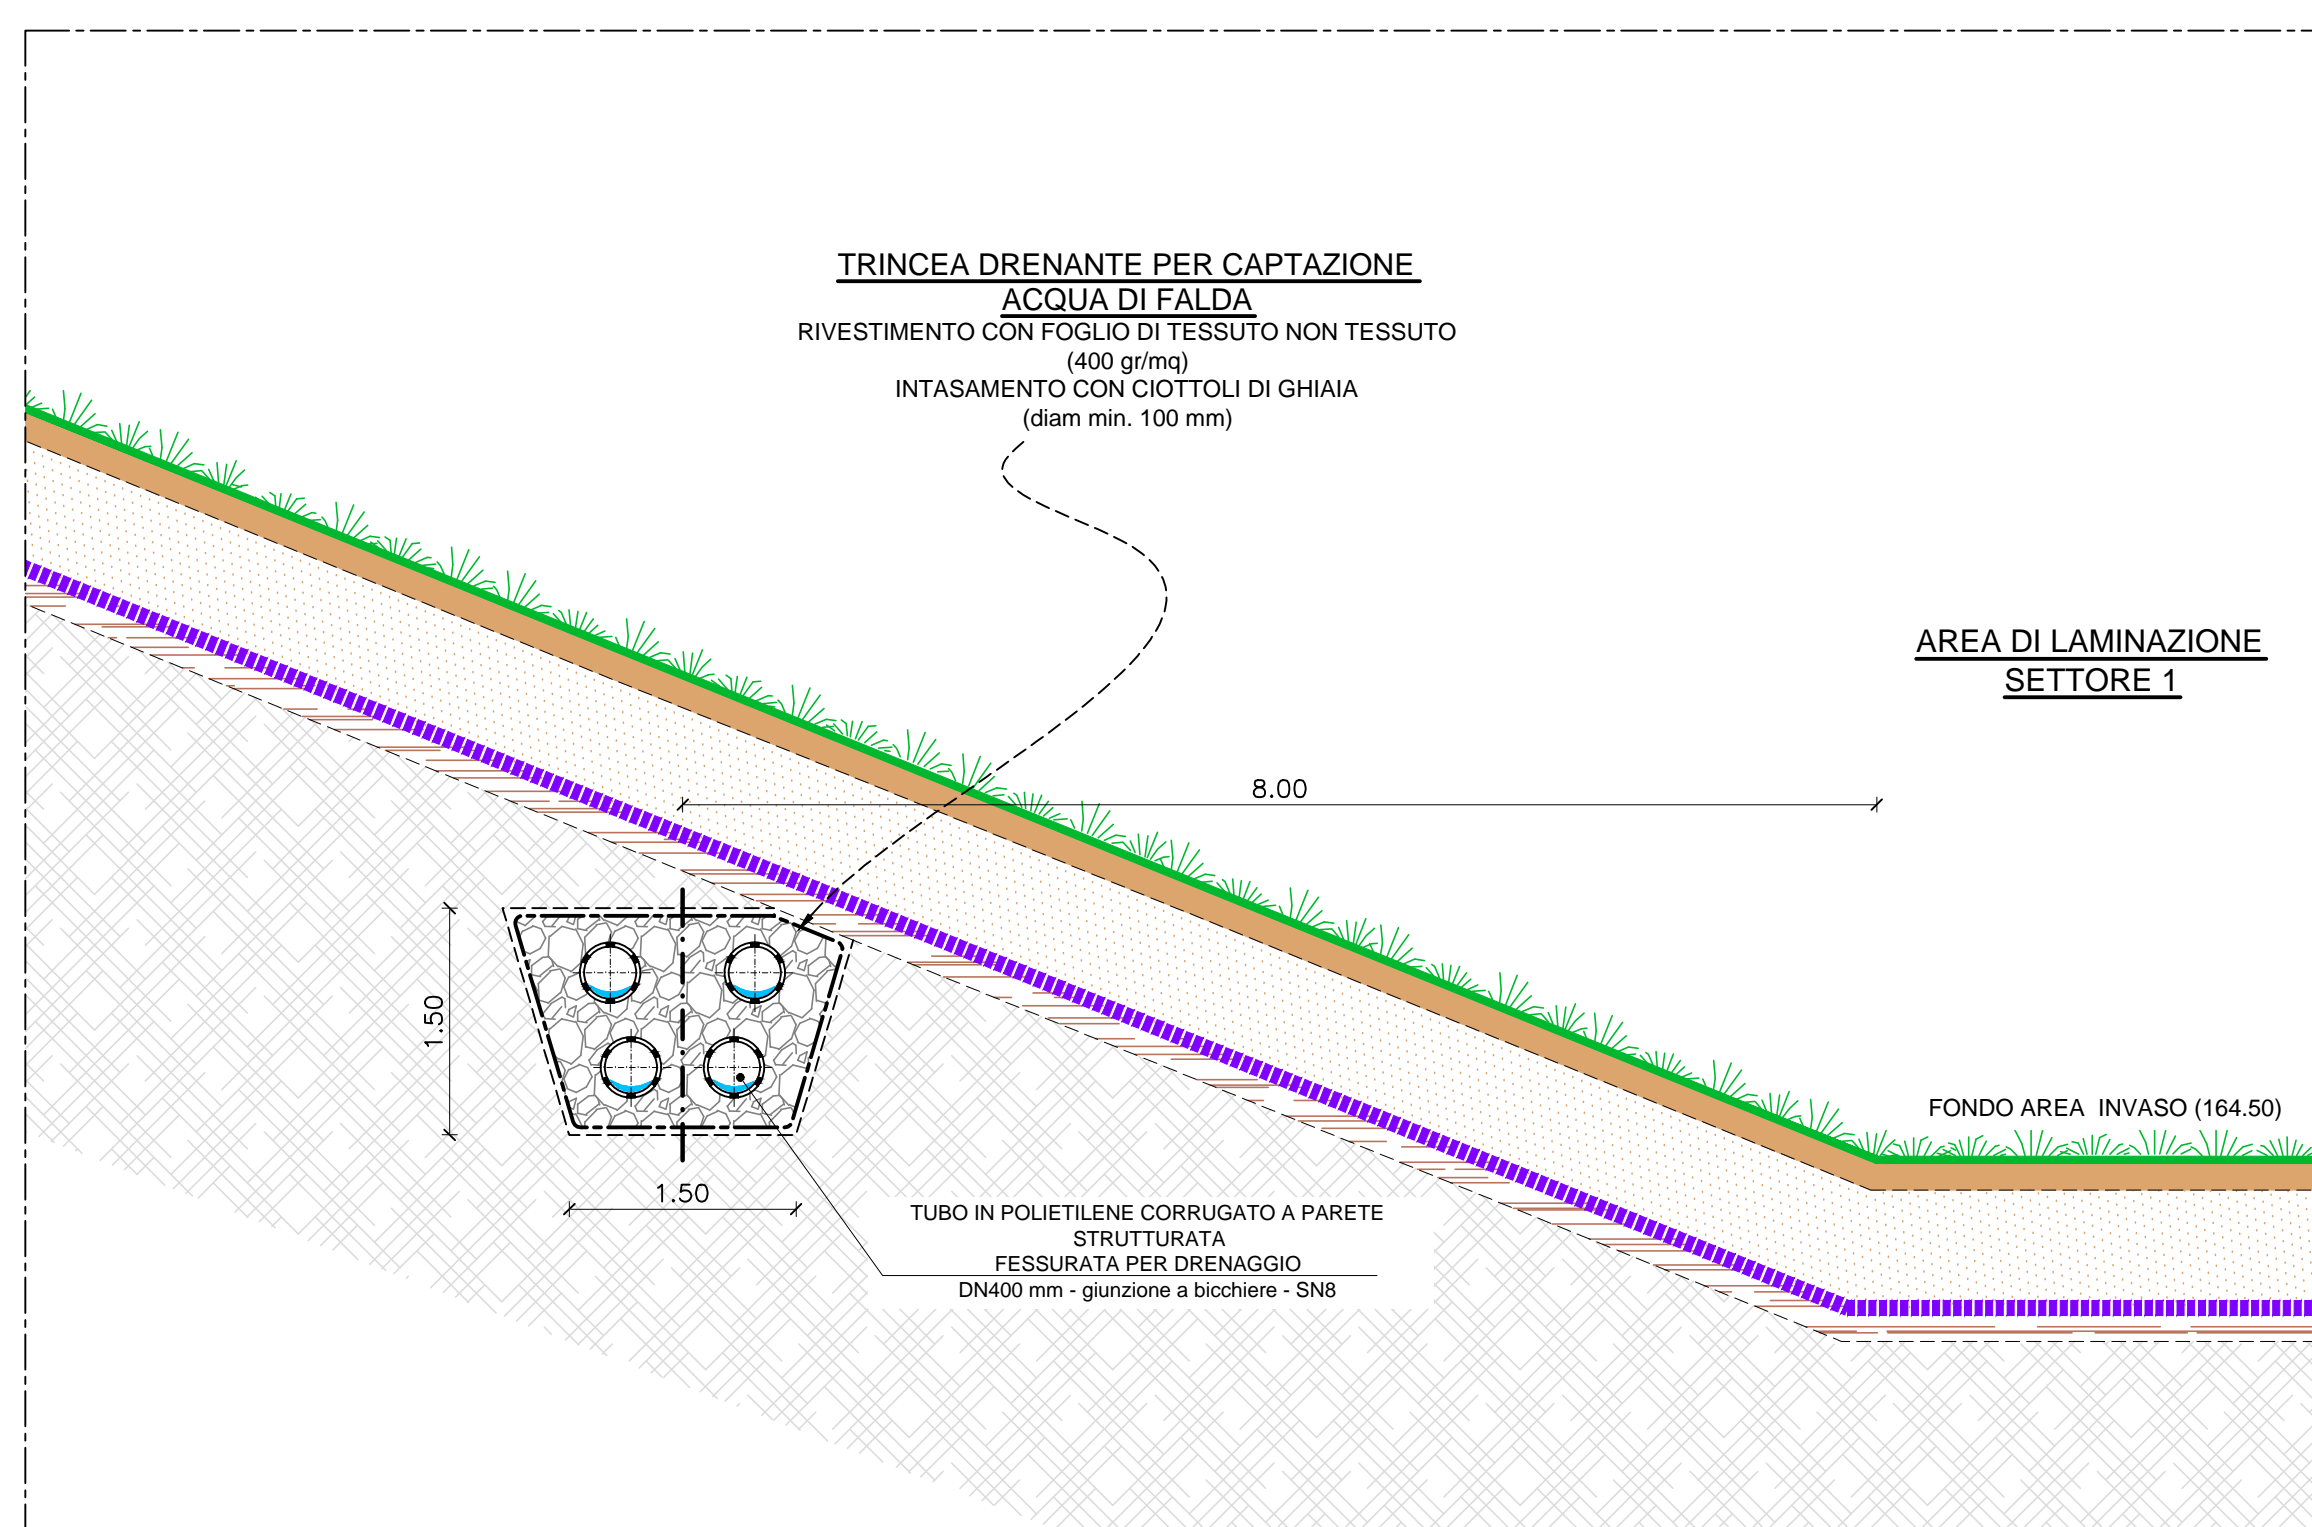 TRINCEA DRENANTE PER CAPTAZIONE
ACQUA DI FALDA
RIVESTIMENTO CON FOGLIO DI TESSUTO NON TESSUTO
(400 gr/mq)
INTASAMENTO CON CIOTTOLI DI GHIAIA
(diam min. 100 mm)
AREA DI LAMINAZIONE
SETTORE 1
8.00
1.50
FONDO AREA INVASO (164.50)
1.50
TUBO IN POLIETILENE CORRUGATO A PARETE
STRUTTURATA
FESSURATA PER DRENAGGIO
DN400 mm - giunzione a bicchiere - SN8